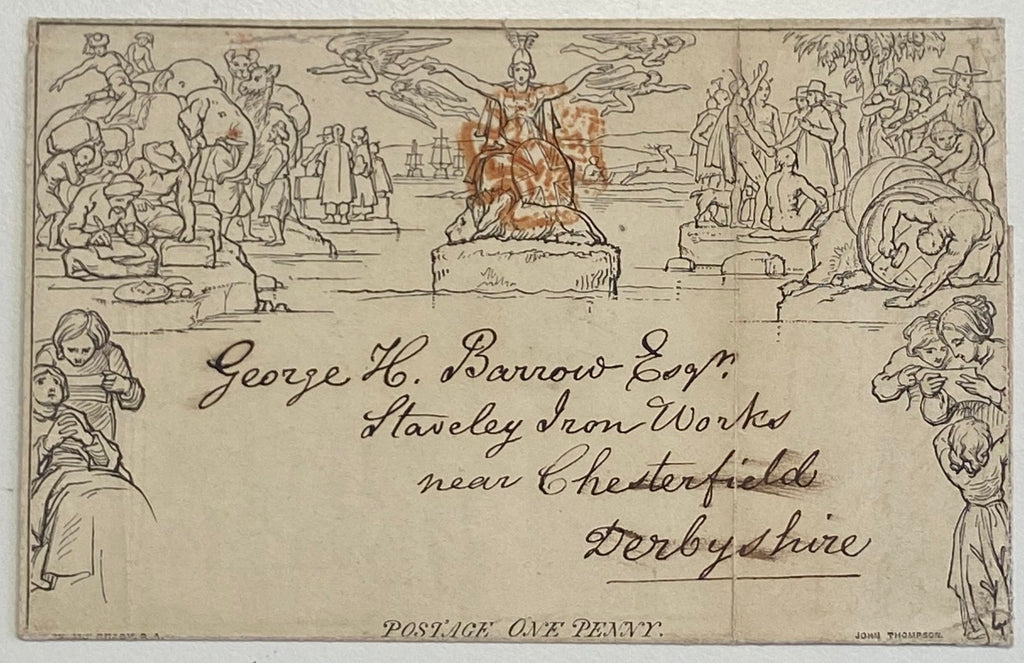 George H. Barrow Esqr.
Staveley Iron Works
near Chesterfield
Derbyshire
POSTAGE ONE PENNY.
JOHN THOMPSON.